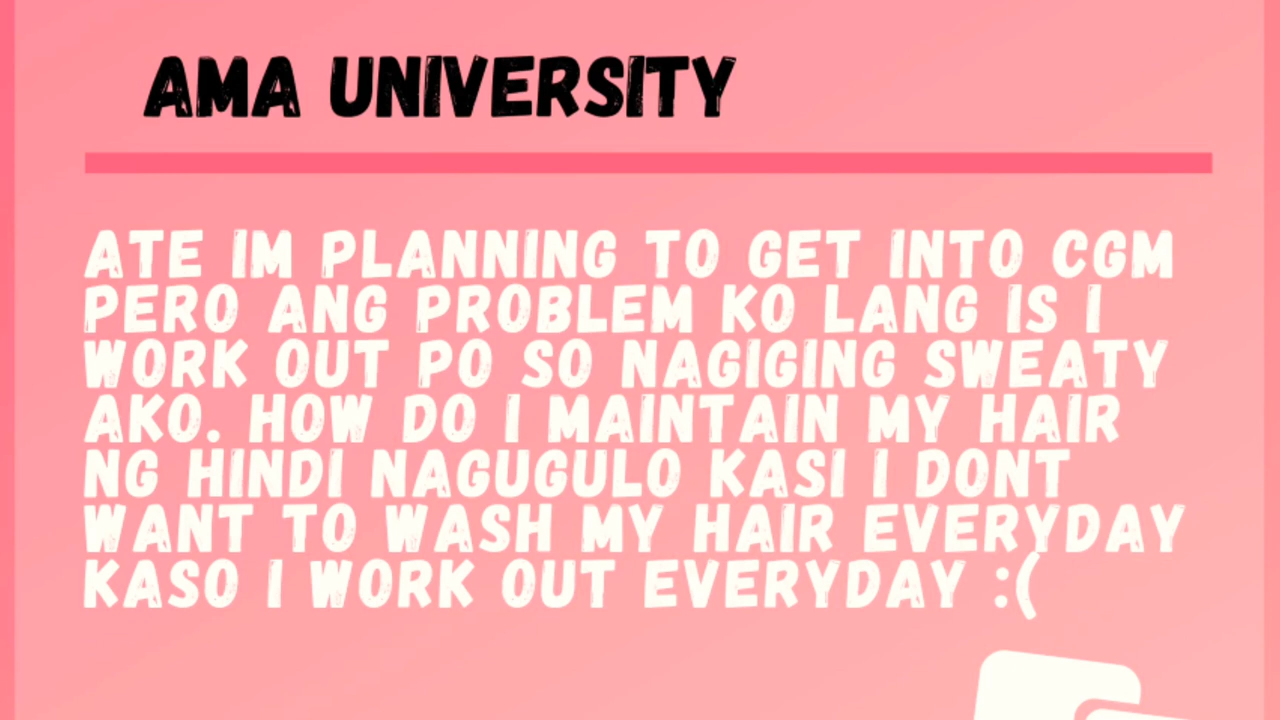 AMA UNIVERSITY
ATE IM PLANNING TO GET INTO CGM
PERO ANG PROBLEM KO LANG IS I
WORK OUT PO SO NAGIGING SWEATY
AKO. HOW DO I MAINTAIN MY HAIR
NG HINDI NAGUGULO KASI I DONT
WANT TO WASH MY HAIR EVERYDAY
KASO I WORK OUT EVERYDAY :(